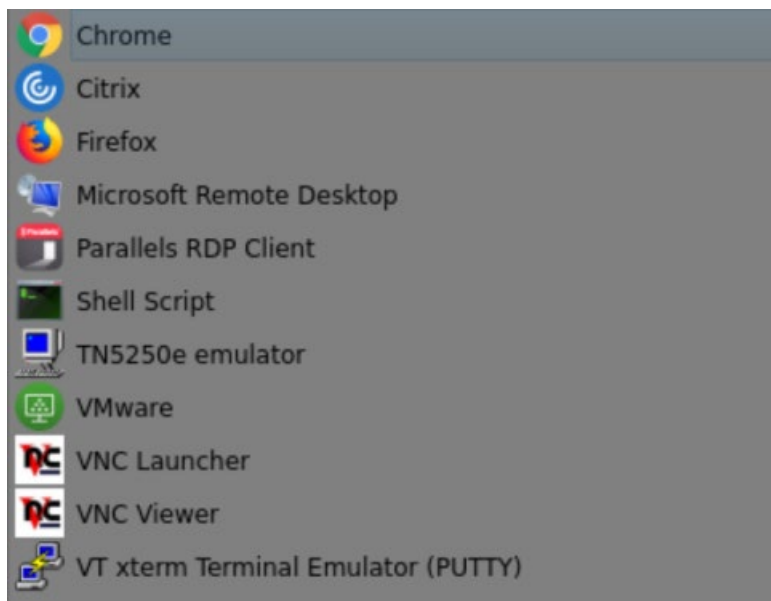 Chrome
Citrix
Firefox
Microsoft Remote Desktop
Parallels RDP Client
Shell Script
TN5250e emulator
VMware
VNC Launcher
VNC Viewer
VT xterm Terminal Emulator (PUTTY)